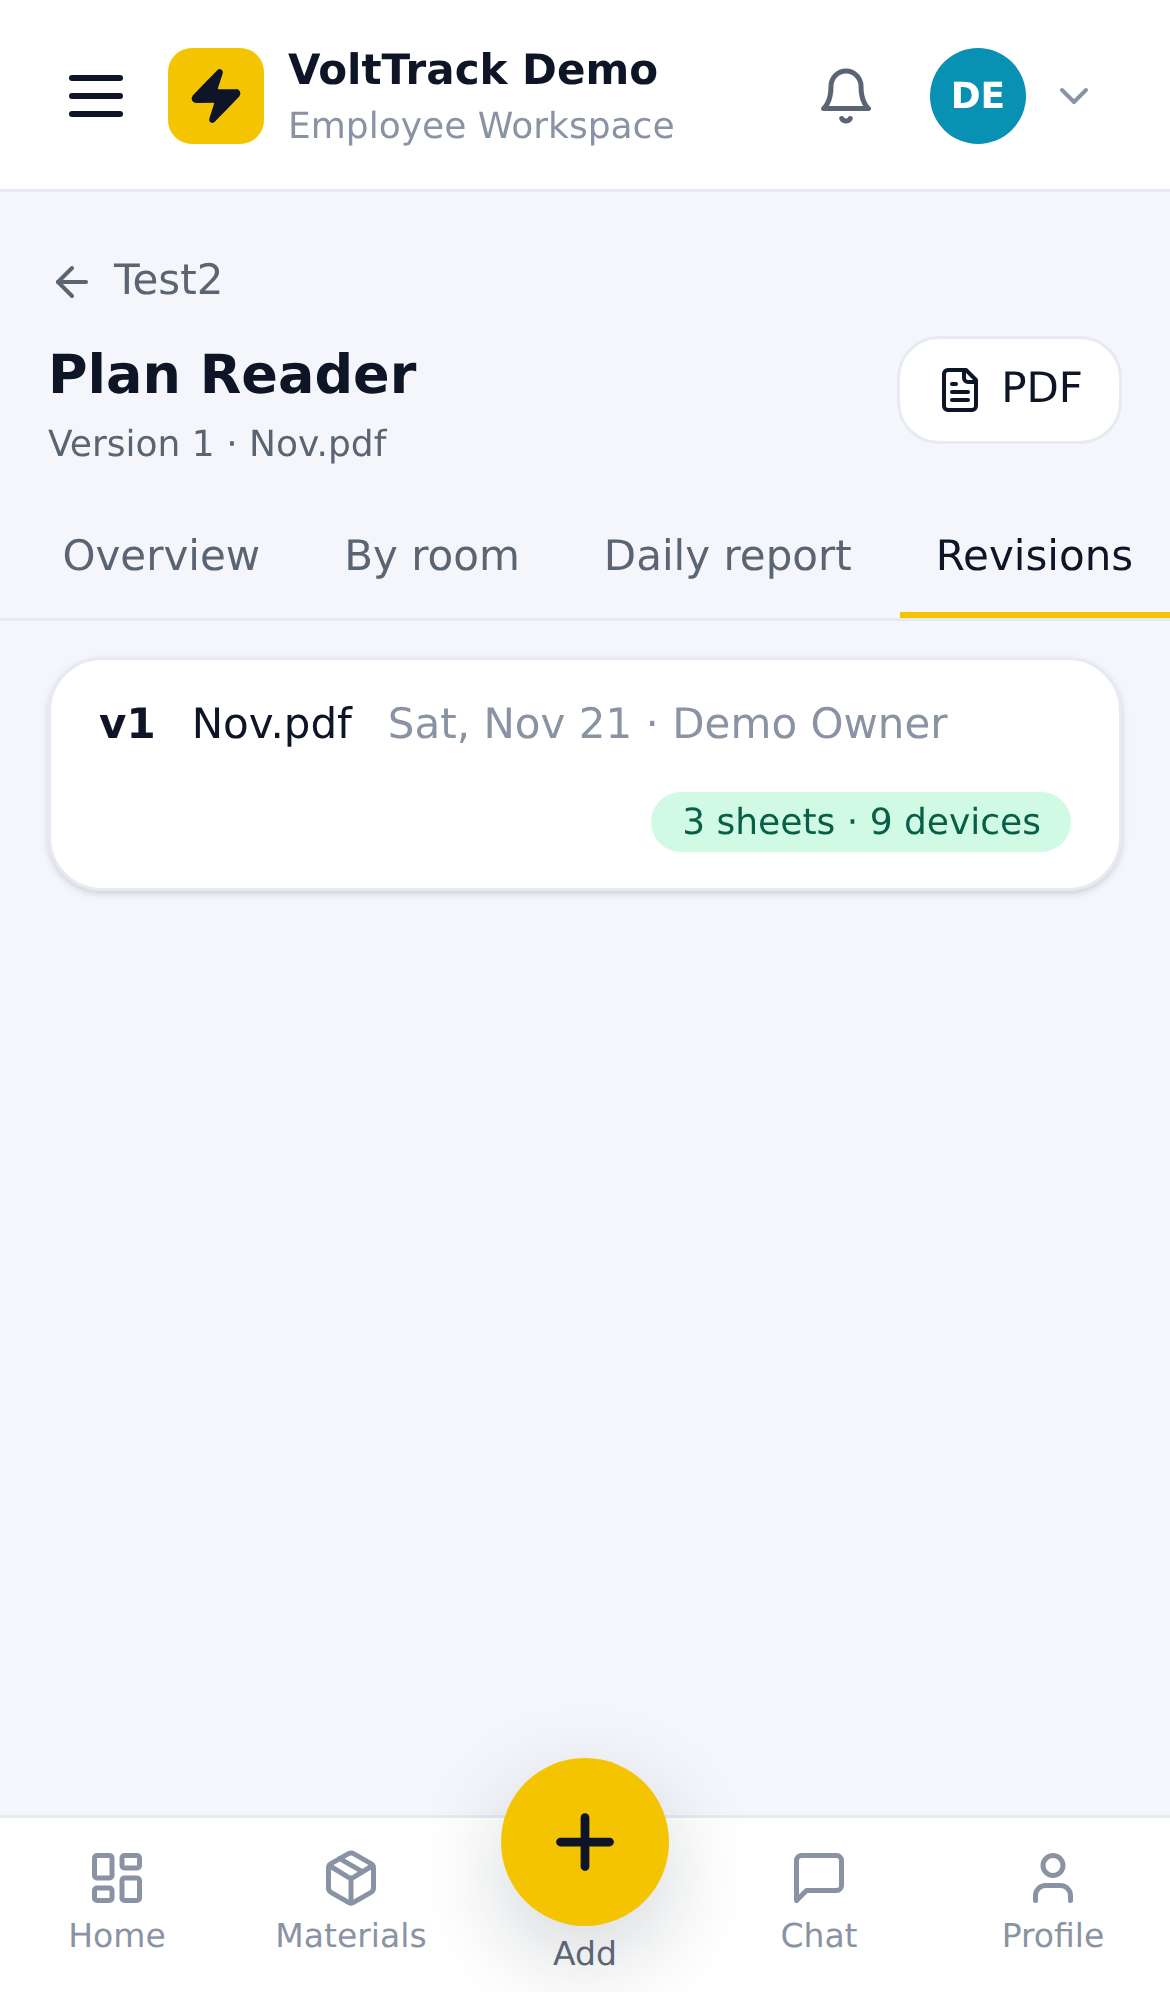 VoltTrack Demo
Employee Workspace
DE
Test2
Plan Reader
PDF
Version 1 · Nov.pdf
Overview By room Daily report Revisions
v1 Nov.pdf Sat, Nov 21 · Demo Owner
3 sheets · 9 devices
Home Materials Add Chat Profile